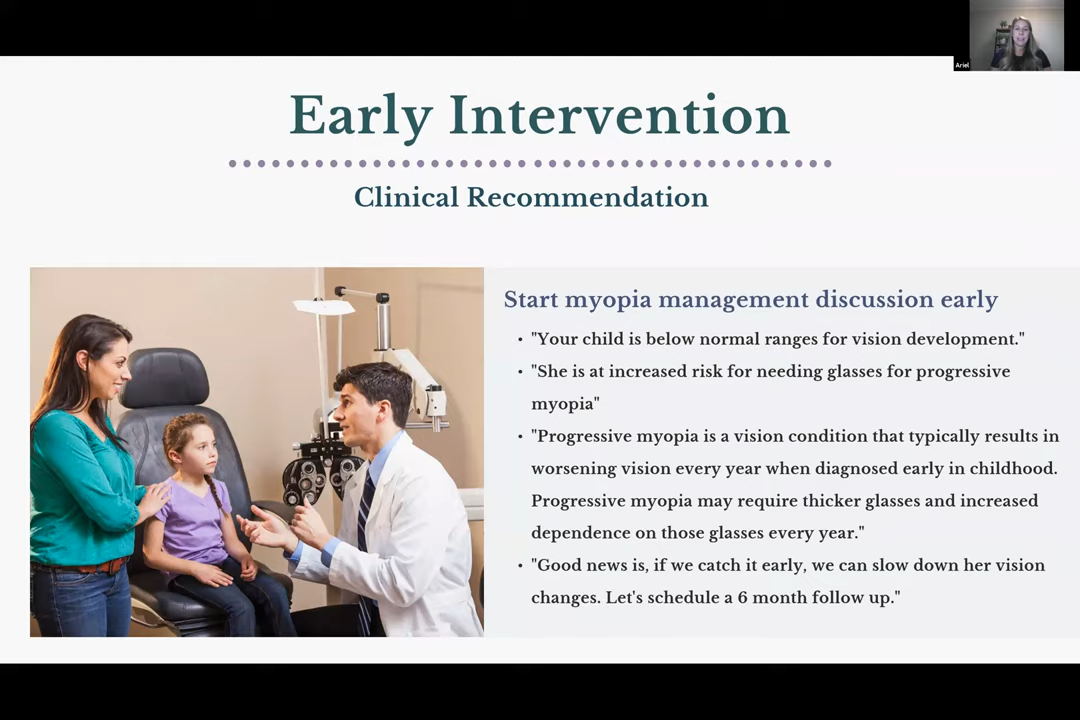 Ariel
Early Intervention
Clinical Recommendation
Start myopia management discussion early
• "Your child is below normal ranges for vision development."
• "She is at increased risk for needing glasses for progressive
myopia"
• "Progressive myopia is a vision condition that typically results in
worsening vision every year when diagnosed early in childhood.
Progressive myopia may require thicker glasses and increased
dependence on those glasses every year."
• "Good news is, if we catch it early, we can slow down her vision
changes. Let's schedule a 6 month follow up."